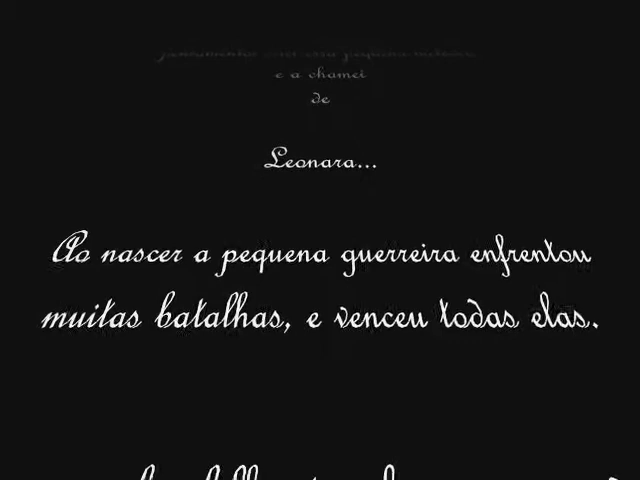 e a chamei
de
Leonara...
Ao nascer a pequena guerreira enfrentou
muitas batalhas, e venceu todas elas.